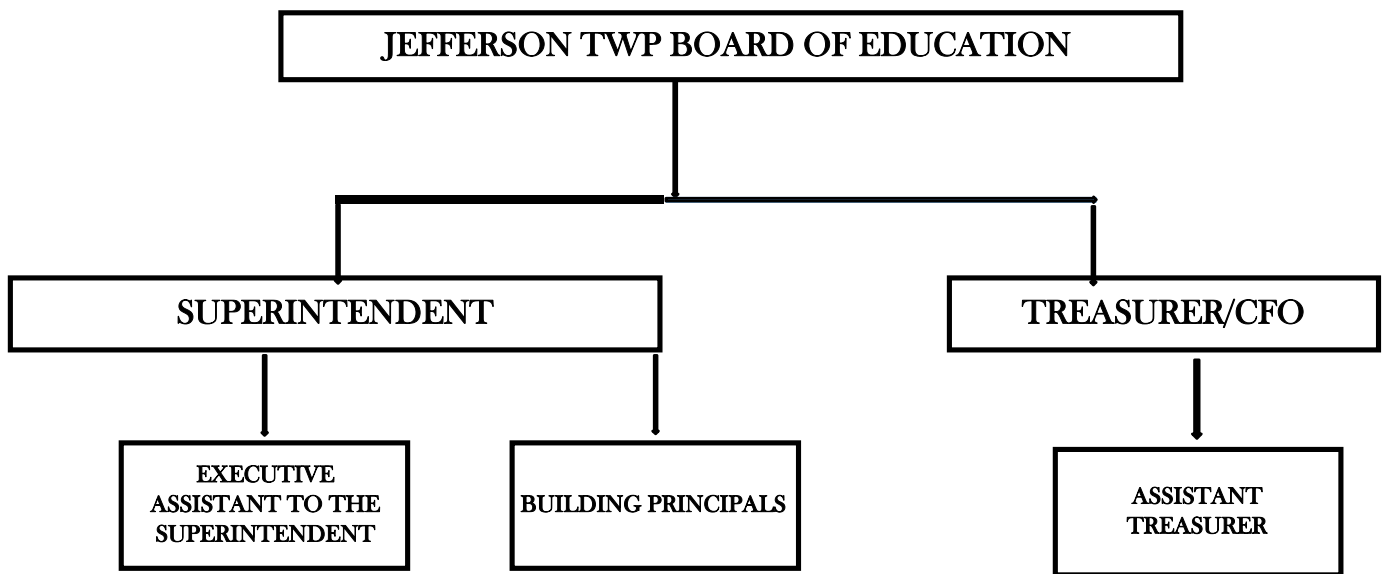 JEFFERSON TWP BOARD OF EDUCATION
SUPERINTENDENT
TREASURER/CFO
EXECUTIVE
ASSISTANT TO THE
SUPERINTENDENT
BUILDING PRINCIPALS
ASSISTANT
TREASURER